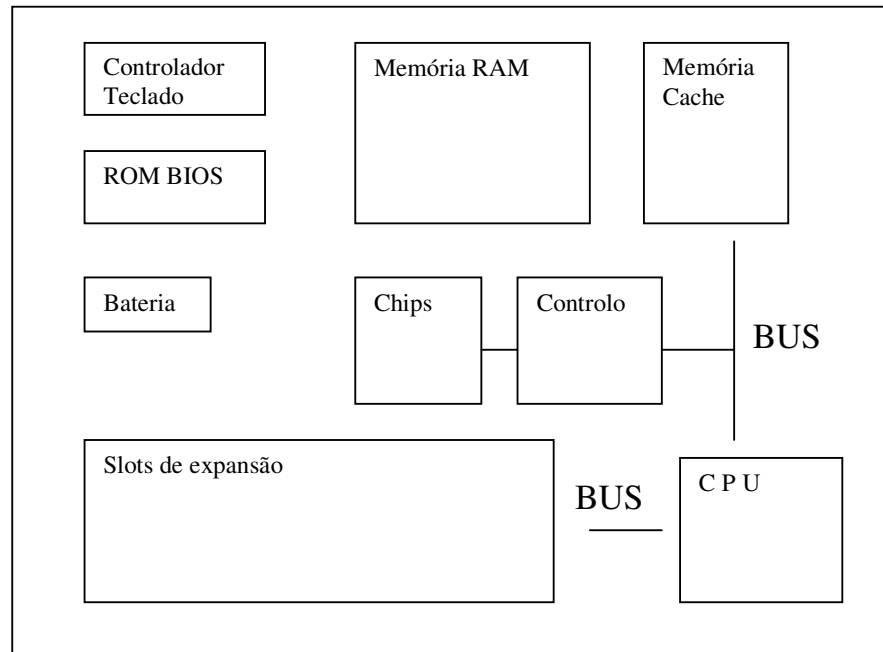 Controlador
Teclado
Memória RAM
Memória
Cache
ROM BIOS
Bateria
Chips
Controlo
BUS
Slots de expansão
BUS
C P U